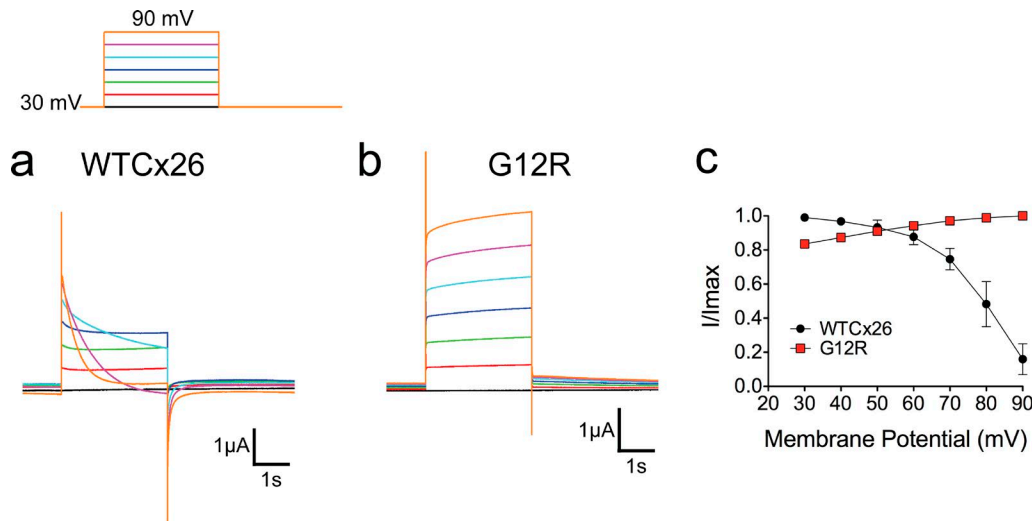 90 mV
30 mV
a
WTCx26
b
G12R
c
1µA
1s
1µA
1s
I/Imax
1.0
0.8
0.6
0.4
0.2
0.0
WTCx26
G12R
20 30 40 50 60 70 80 90
Membrane Potential (mV)